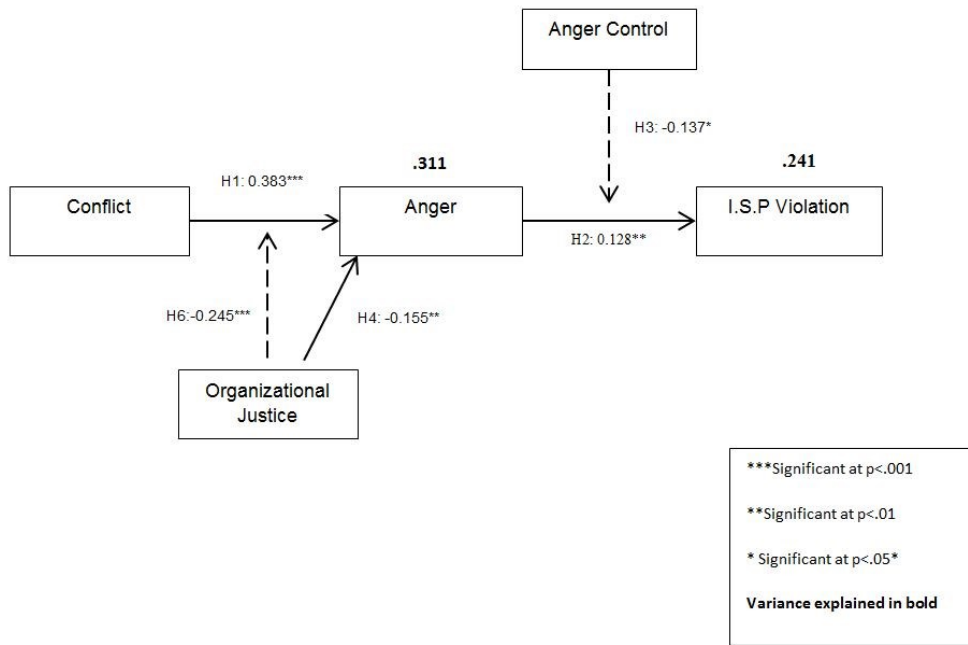 Anger Control
H3: -0.137*
.311
.241
H1: 0.383***
Conflict
Anger
I.S.P Violation
H2: 0.128**
H6:-0.245***
H4: -0.155**
Organizational
Justice
***Significant at p<.001
**Significant at p<.01
* Significant at p<.05*
Variance explained in bold